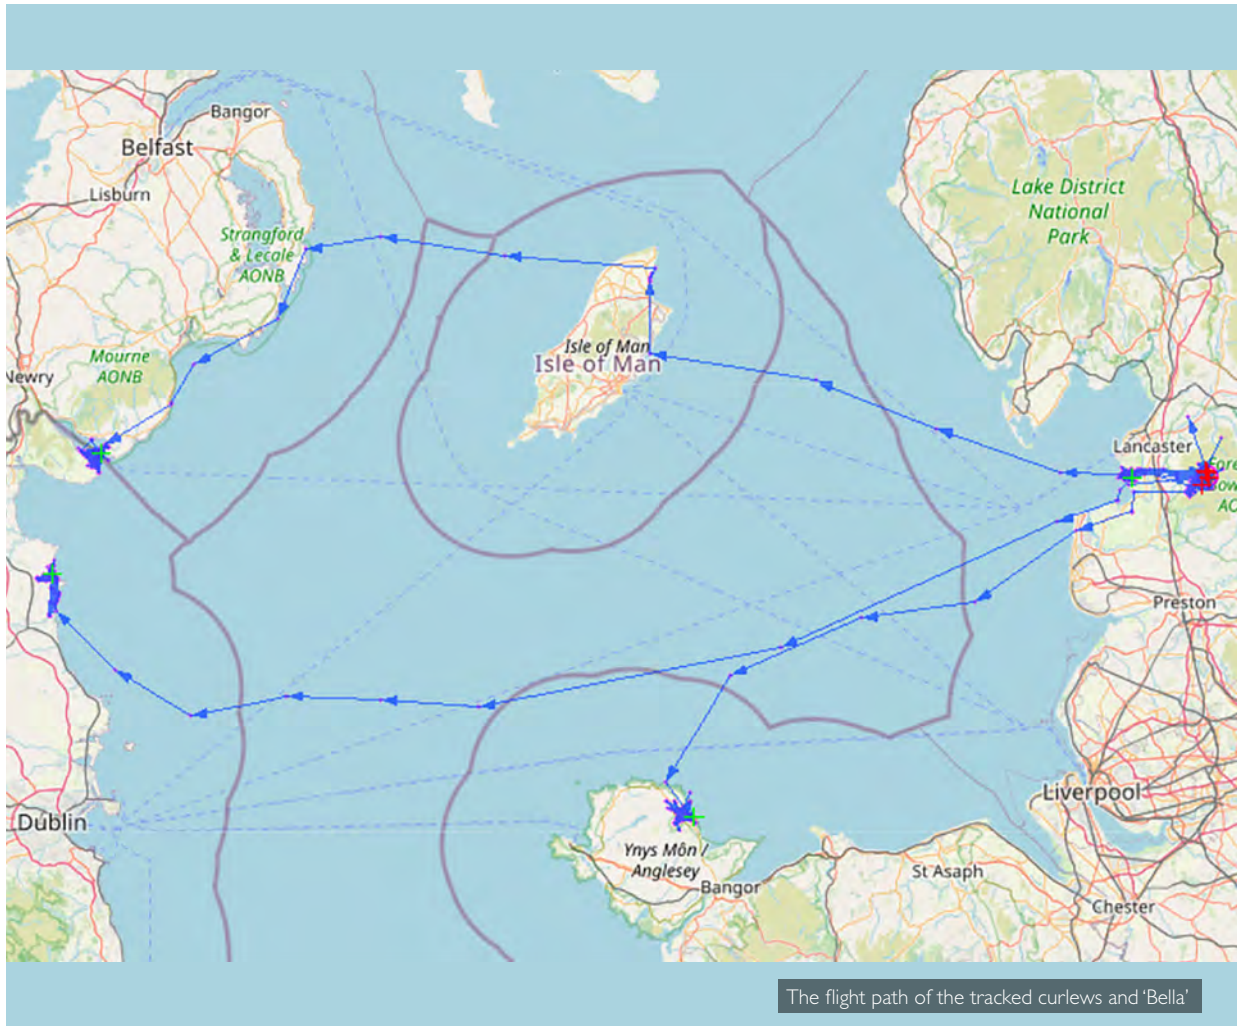 Bangor
Belfast
Lisburn
Strangford
& Lecale
AONB
Lake District
National
Park
Mourne
AONB
Newry
Isle of Man
Isle of Man
Lancaster
Preston
Liverpool
Dublin
Ynys Môn /
Anglesey
Bangor
St Asaph
Chester
The flight path of the tracked curlews and ‘Bella’